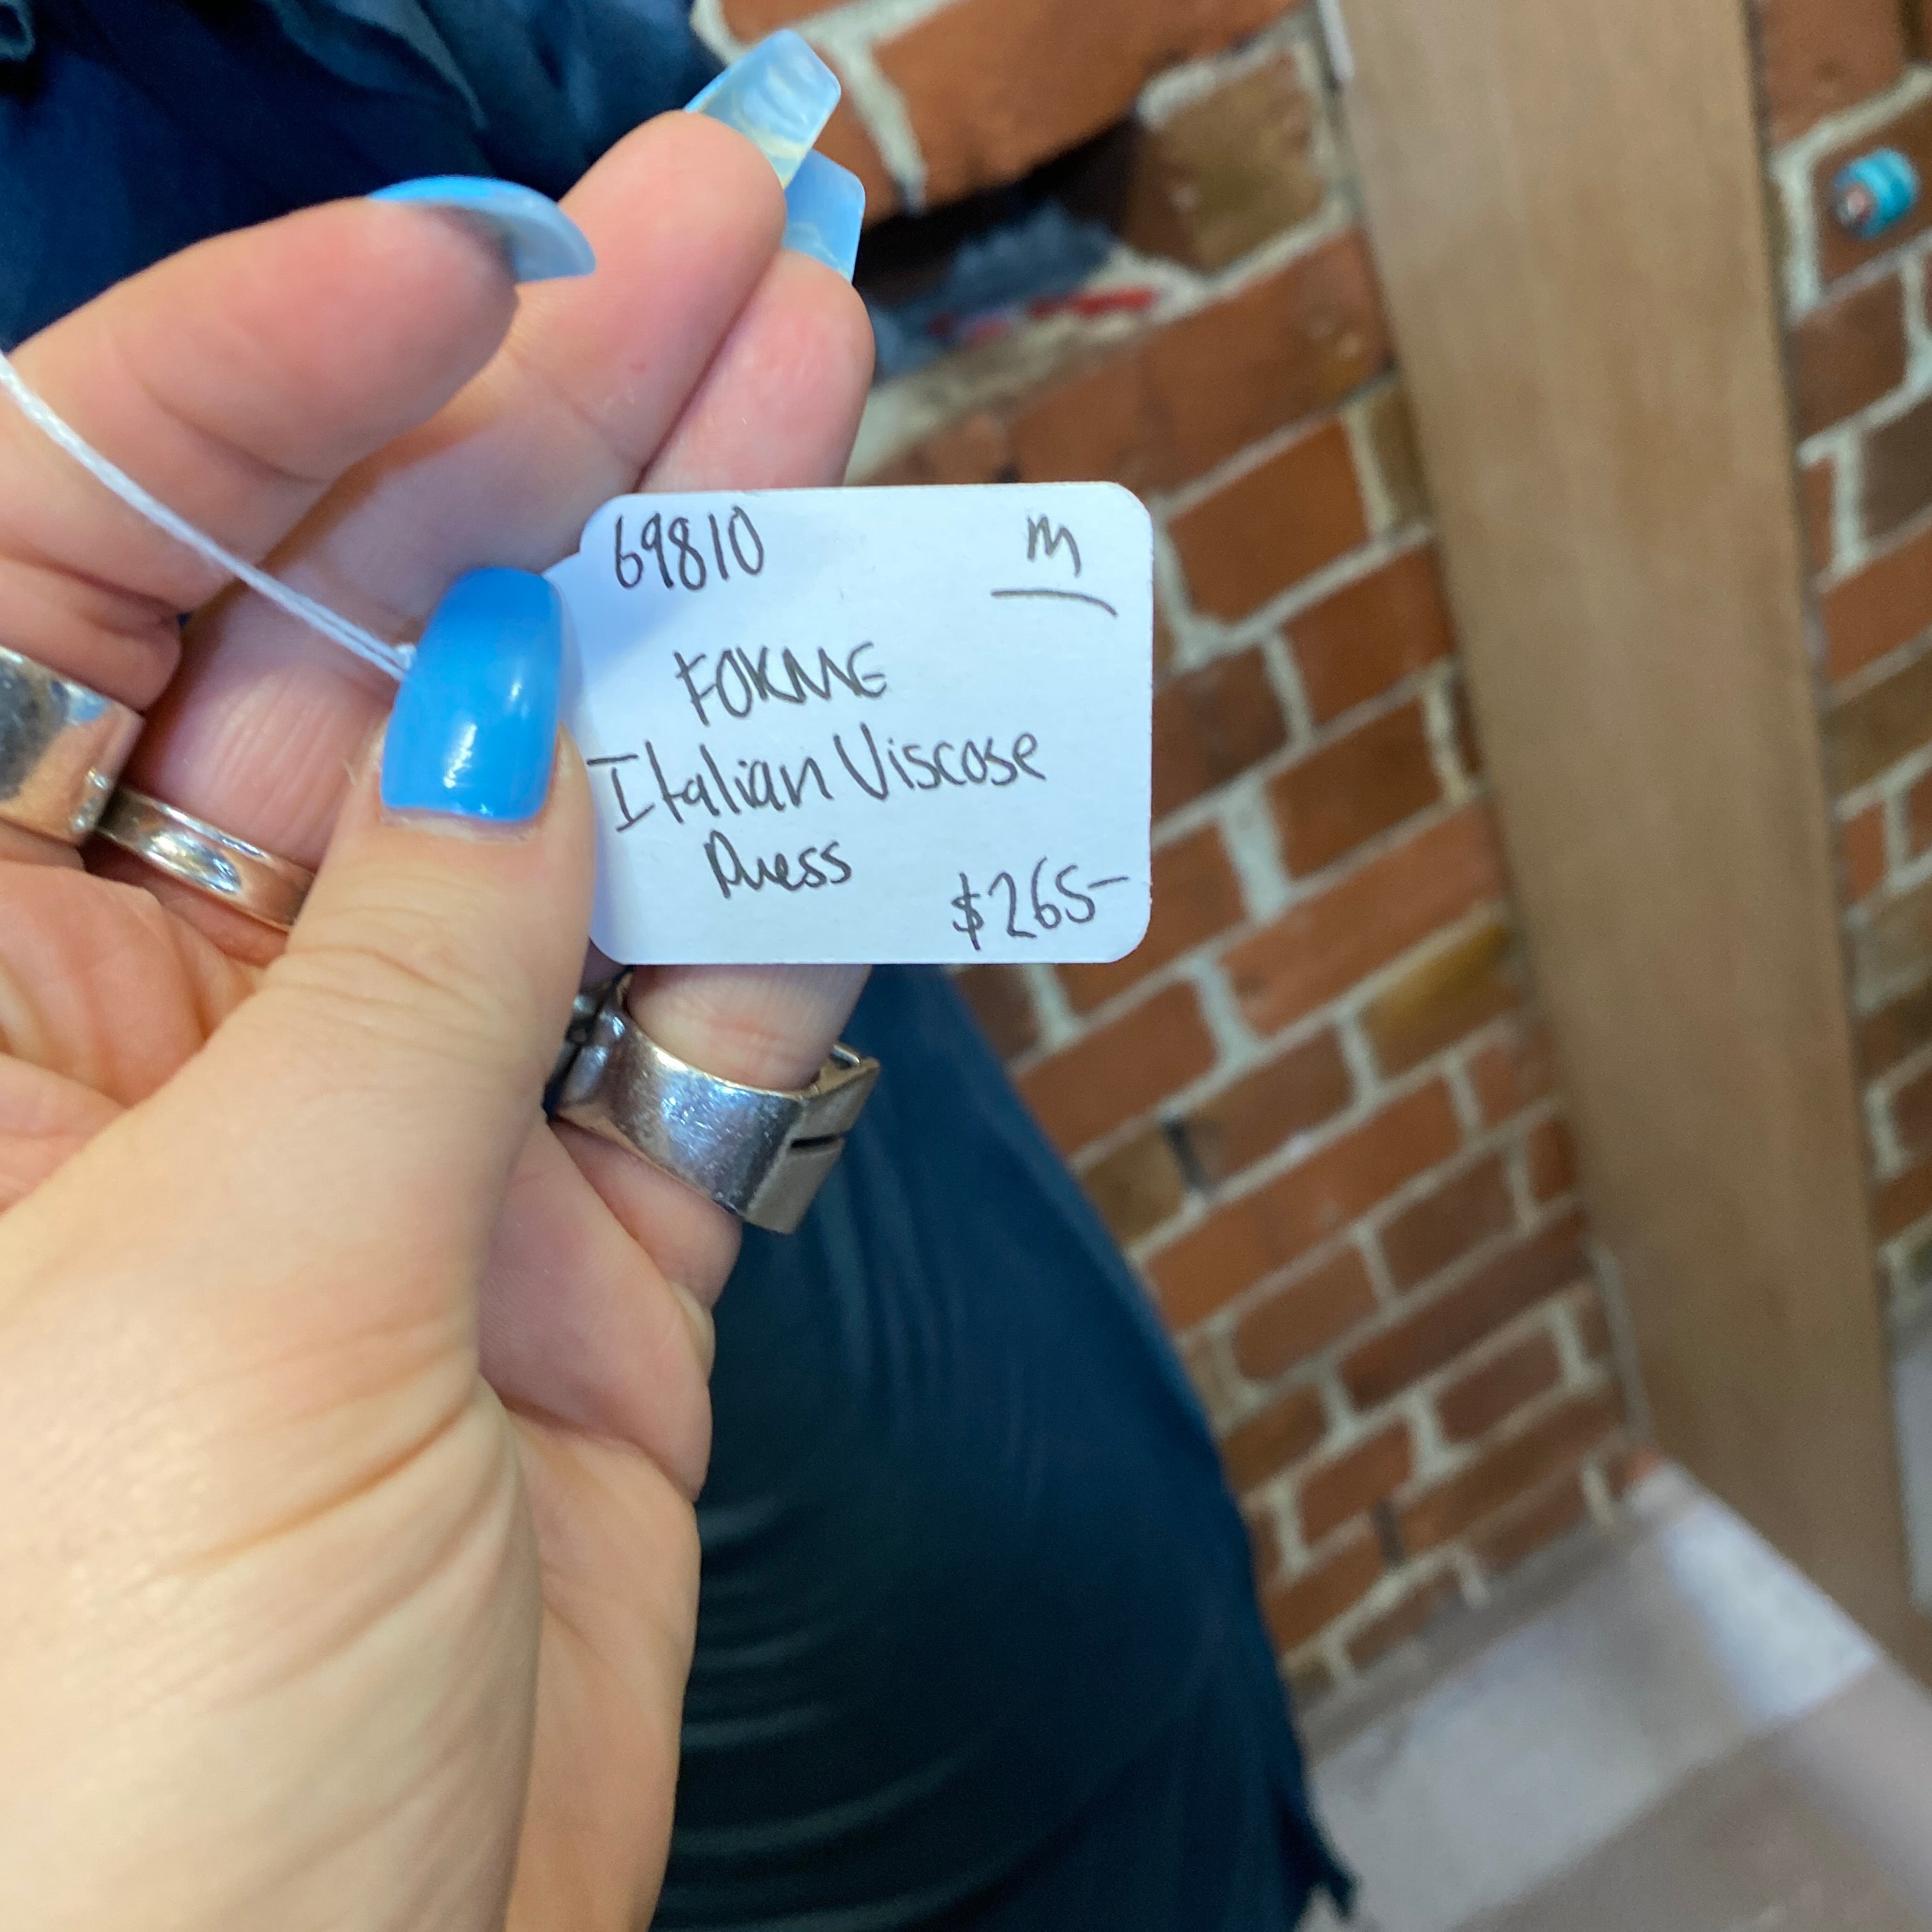 69810 M
FORME
Italian Viscose
Dress
$265-